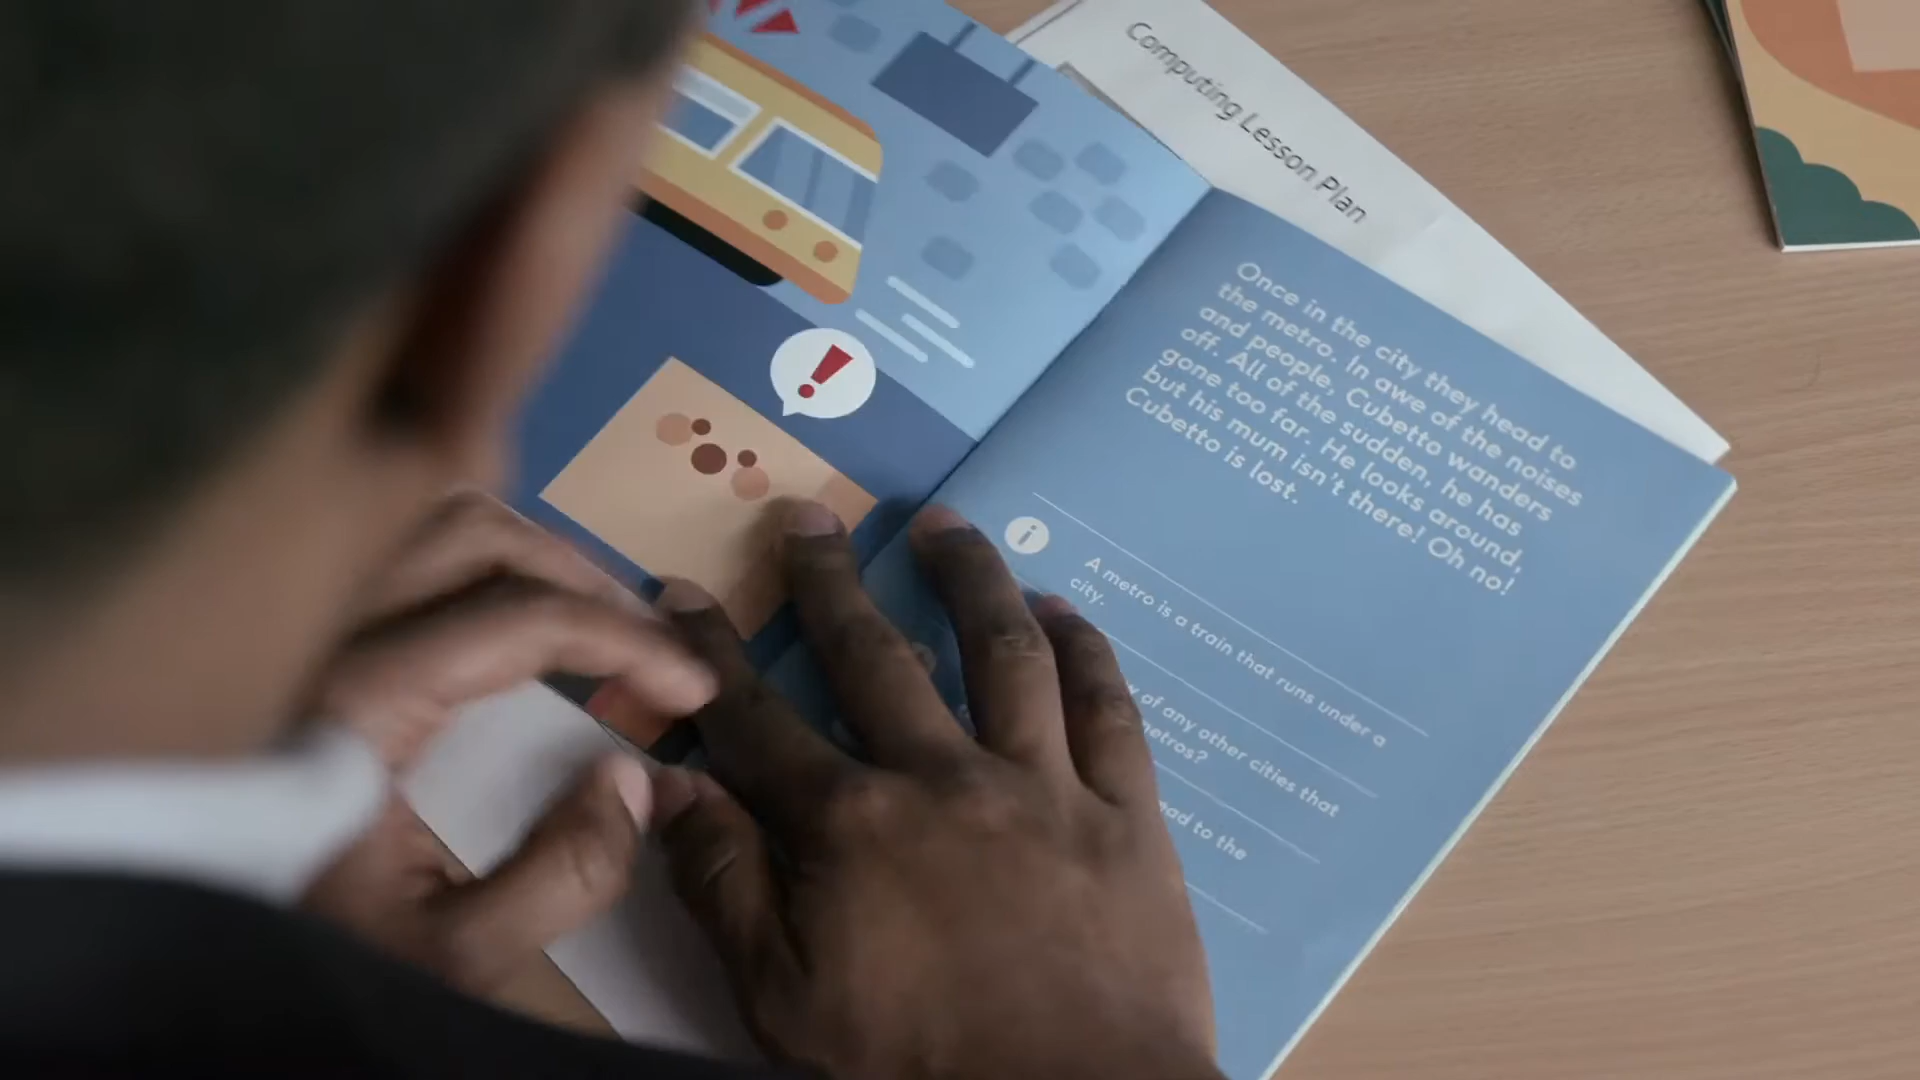 Computing Lesson Plan
Once in the city they head to
the metro. In awe of the noises
and people, Cubetto wanders
off. All of the sudden, he has
gone too far. He looks around,
but his mum isn't there! Oh no!
Cubetto is lost.
!
i
A metro is a train that runs under a
city.
of any other cities that
metros?
to the